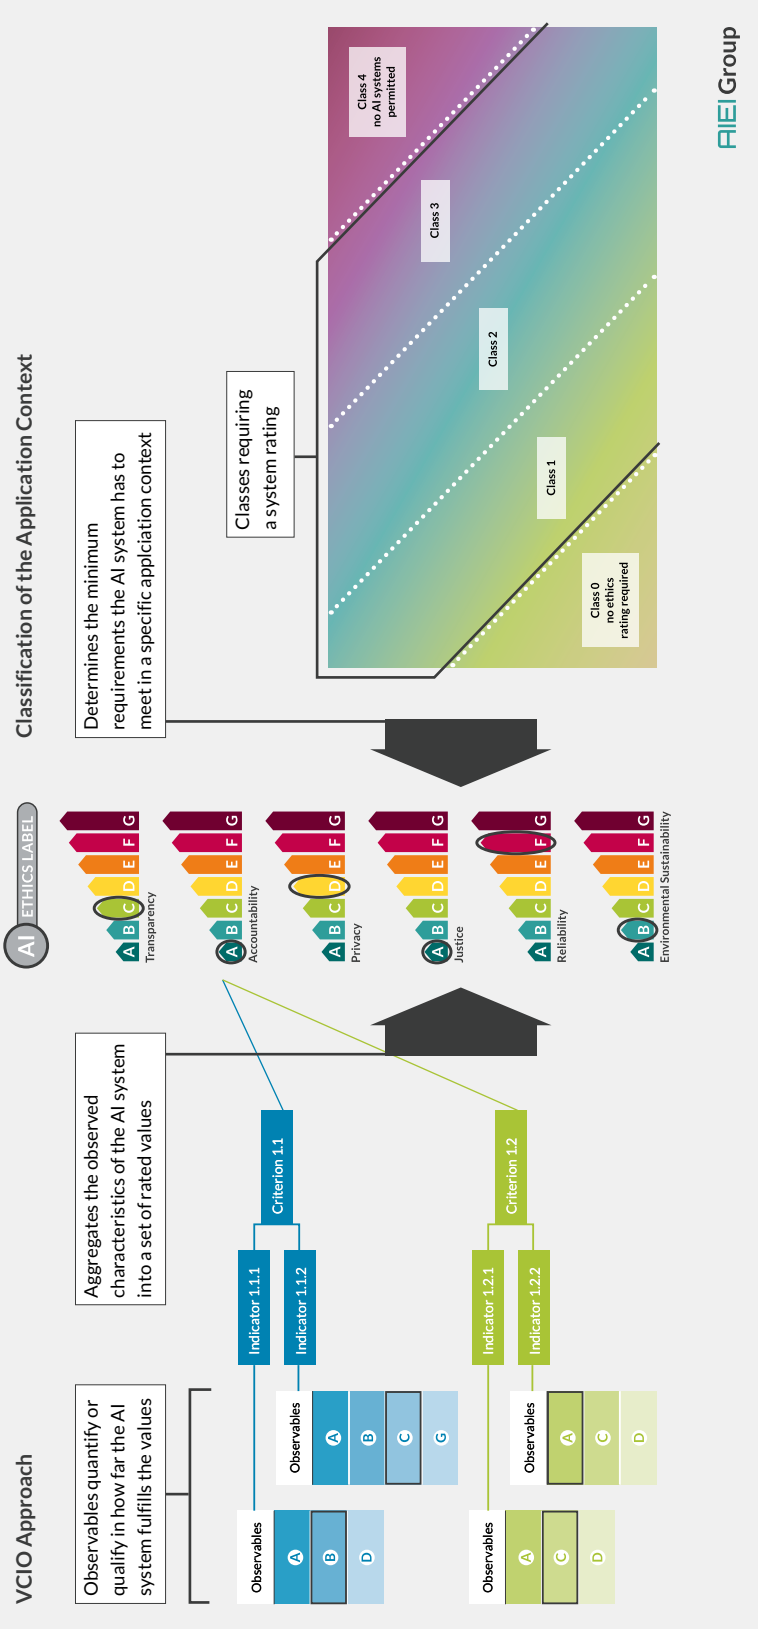 VCIO Approach
Observables quantify or
qualify in how far the AI
system fulfills the values
Aggregates the observed
characteristics of the AI system
into a set of rated values
Observables
A
B
D
Observables
A
B
C
G
Indicator 1.1.1
Indicator 1.1.2
Criterion 1.1
Observables
A
C
D
Observables
A
C
D
Indicator 1.2.1
Indicator 1.2.2
Criterion 1.2
AI ETHICS LABEL
A B C D E F G
Transparency
A B C D E F G
Accountability
A B C D E F G
Privacy
A B C D E F G
Justice
A B C D E F G
Reliability
A B C D E F G
Environmental Sustainability
Classification of the Application Context
Determines the minimum
requirements the AI system has to
meet in a specific applciation context
Classes requiring
a system rating
Class 4
no AI systems
permitted
Class 3
Class 2
Class 1
Class 0
no ethics
rating required
AIEI Group